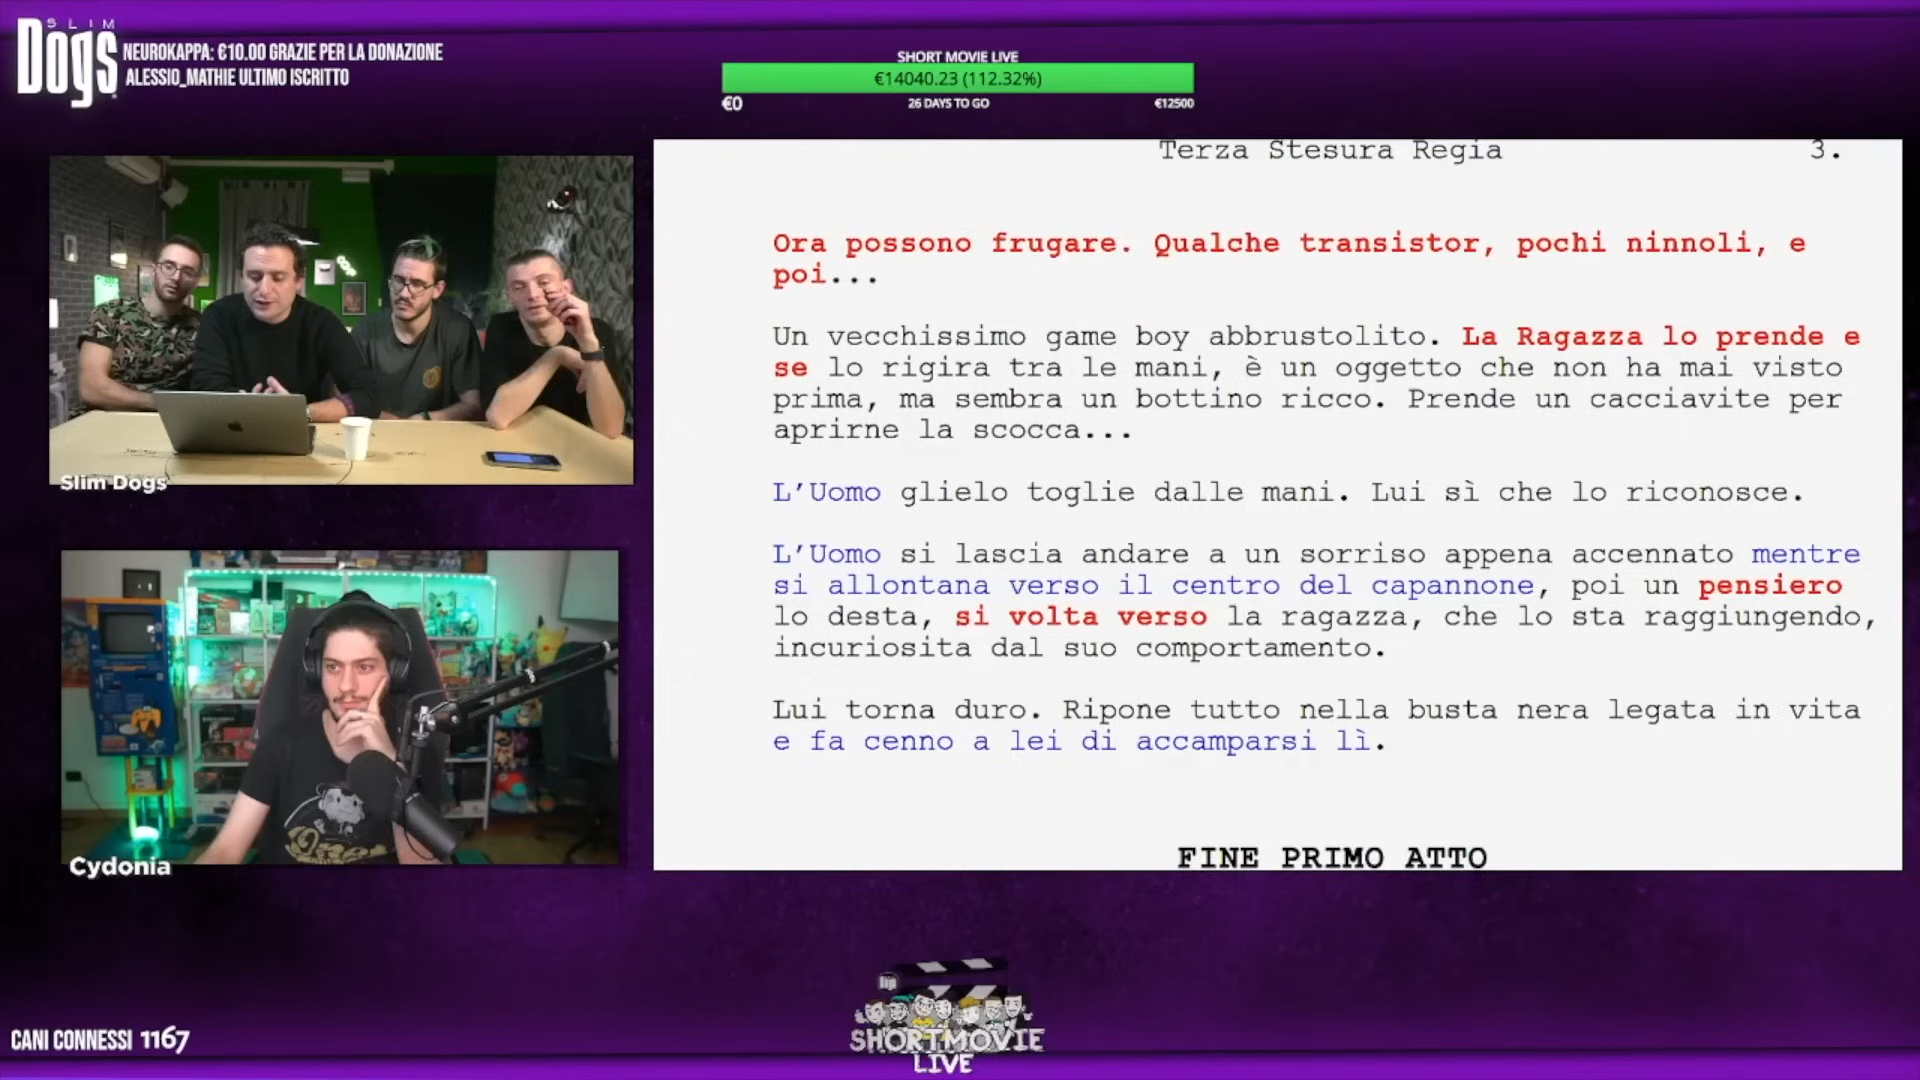 SLIM
Dogs
NEUROKAPPA: €10.00 GRAZIE PER LA DONAZIONE
ALESSIO_MATHIE ULTIMO ISCRITTO
SHORT MOVIE LIVE
€14040.23 (112.32%)
€0 26 DAYS TO GO €12500
Slim Dogs
Cydonia
Terza Stesura Regia 3.
Ora possono frugare. Qualche transistor, pochi ninnoli, e
poi...
Un vecchissimo game boy abbrustolito. La Ragazza lo prende e
se lo rigira tra le mani, è un oggetto che non ha mai visto
prima, ma sembra un bottino ricco. Prende un cacciavite per
aprirne la scocca...
L’Uomo glielo toglie dalle mani. Lui sì che lo riconosce.
L’Uomo si lascia andare a un sorriso appena accennato mentre
si allontana verso il centro del capannone, poi un pensiero
lo desta, si volta verso la ragazza, che lo sta raggiungendo,
incuriosita dal suo comportamento.
Lui torna duro. Ripone tutto nella busta nera legata in vita
e fa cenno a lei di accamparsi lì.
FINE PRIMO ATTO
SHORTMOVIE
LIVE
CANI CONNESSI 1167